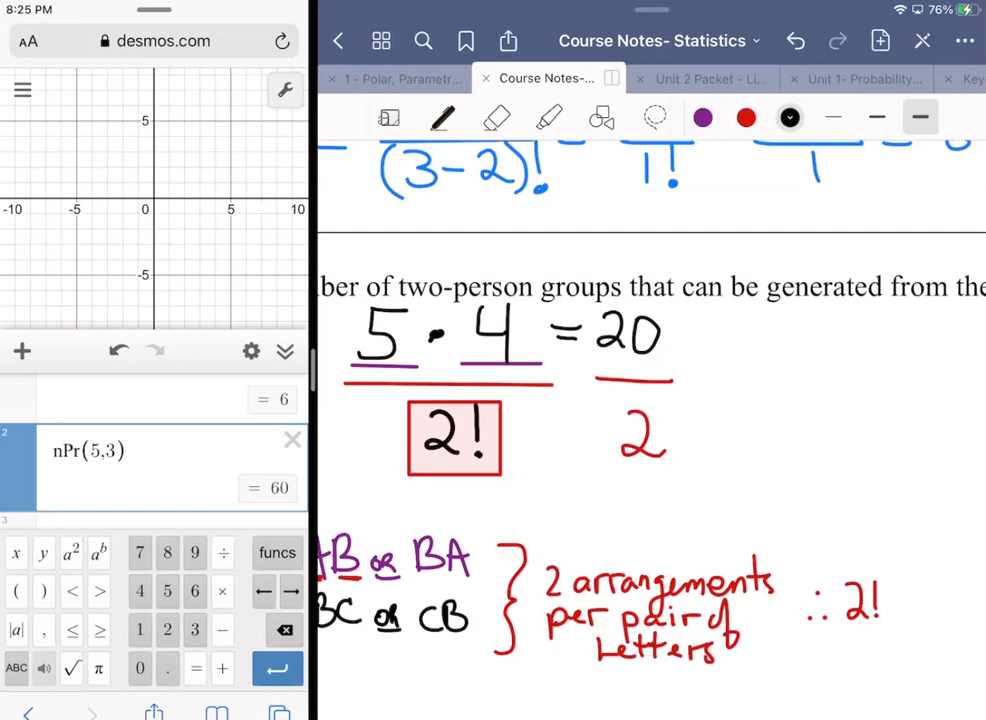 8:25 PM
76%
AA desmos.com
Course Notes- Statistics
1 - Polar, Parametr...
Course Notes-...
Unit 2 Packet - Li...
Unit 1- Probability...
Key
5
-10 -5 0 5 10
-5
= 6
2
nPr(5,3)
= 60
3
x y a² aᵇ 7 8 9 ÷ funcs
( ) < > 4 5 6 × ← →
|a| , ≤ ≥ 1 2 3 −
ABC √ π 0 . = +
(3-2)! 1! 1
ber of two-person groups that can be generated from the
5 · 4 = 20
2! 2
AB or BA
BC or CB
2 arrangements
per pair of
Letters
∴ 2!